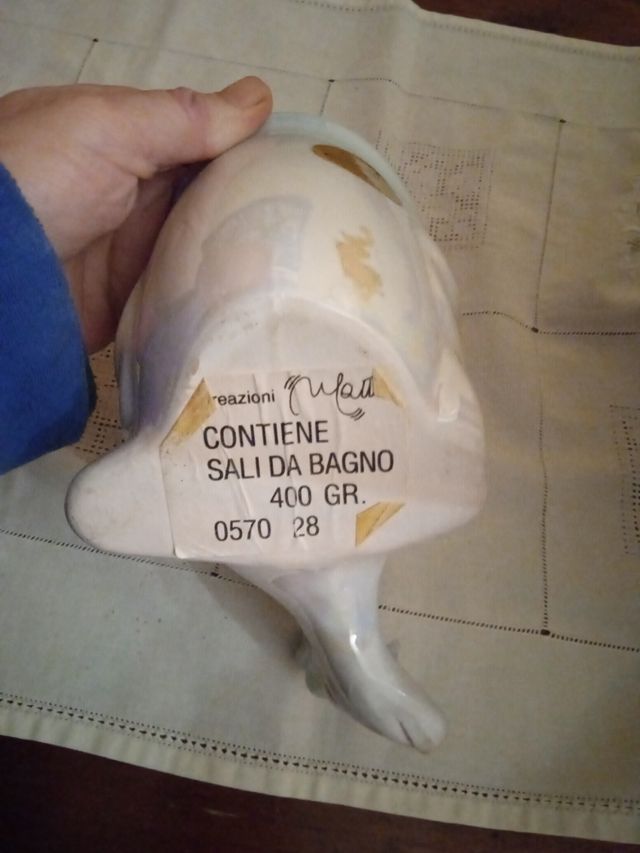 reazioni
CONTIENE
SALI DA BAGNO
400 GR.
0570 28